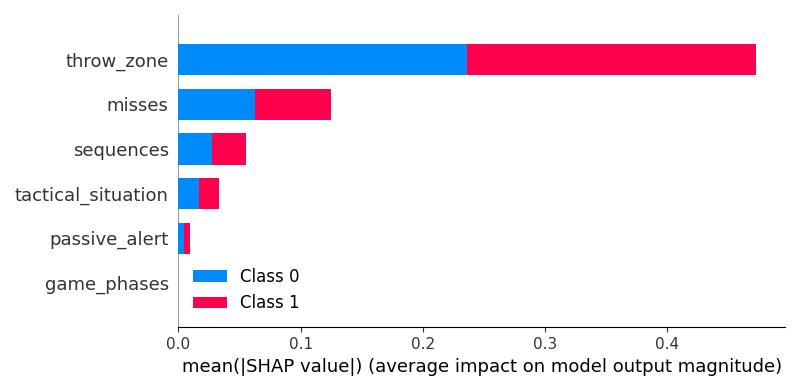 throw_zone
misses
sequences
tactical_situation
passive_alert
game_phases
Class 0
Class 1
0.0 0.1 0.2 0.3 0.4
mean(|SHAP value|) (average impact on model output magnitude)